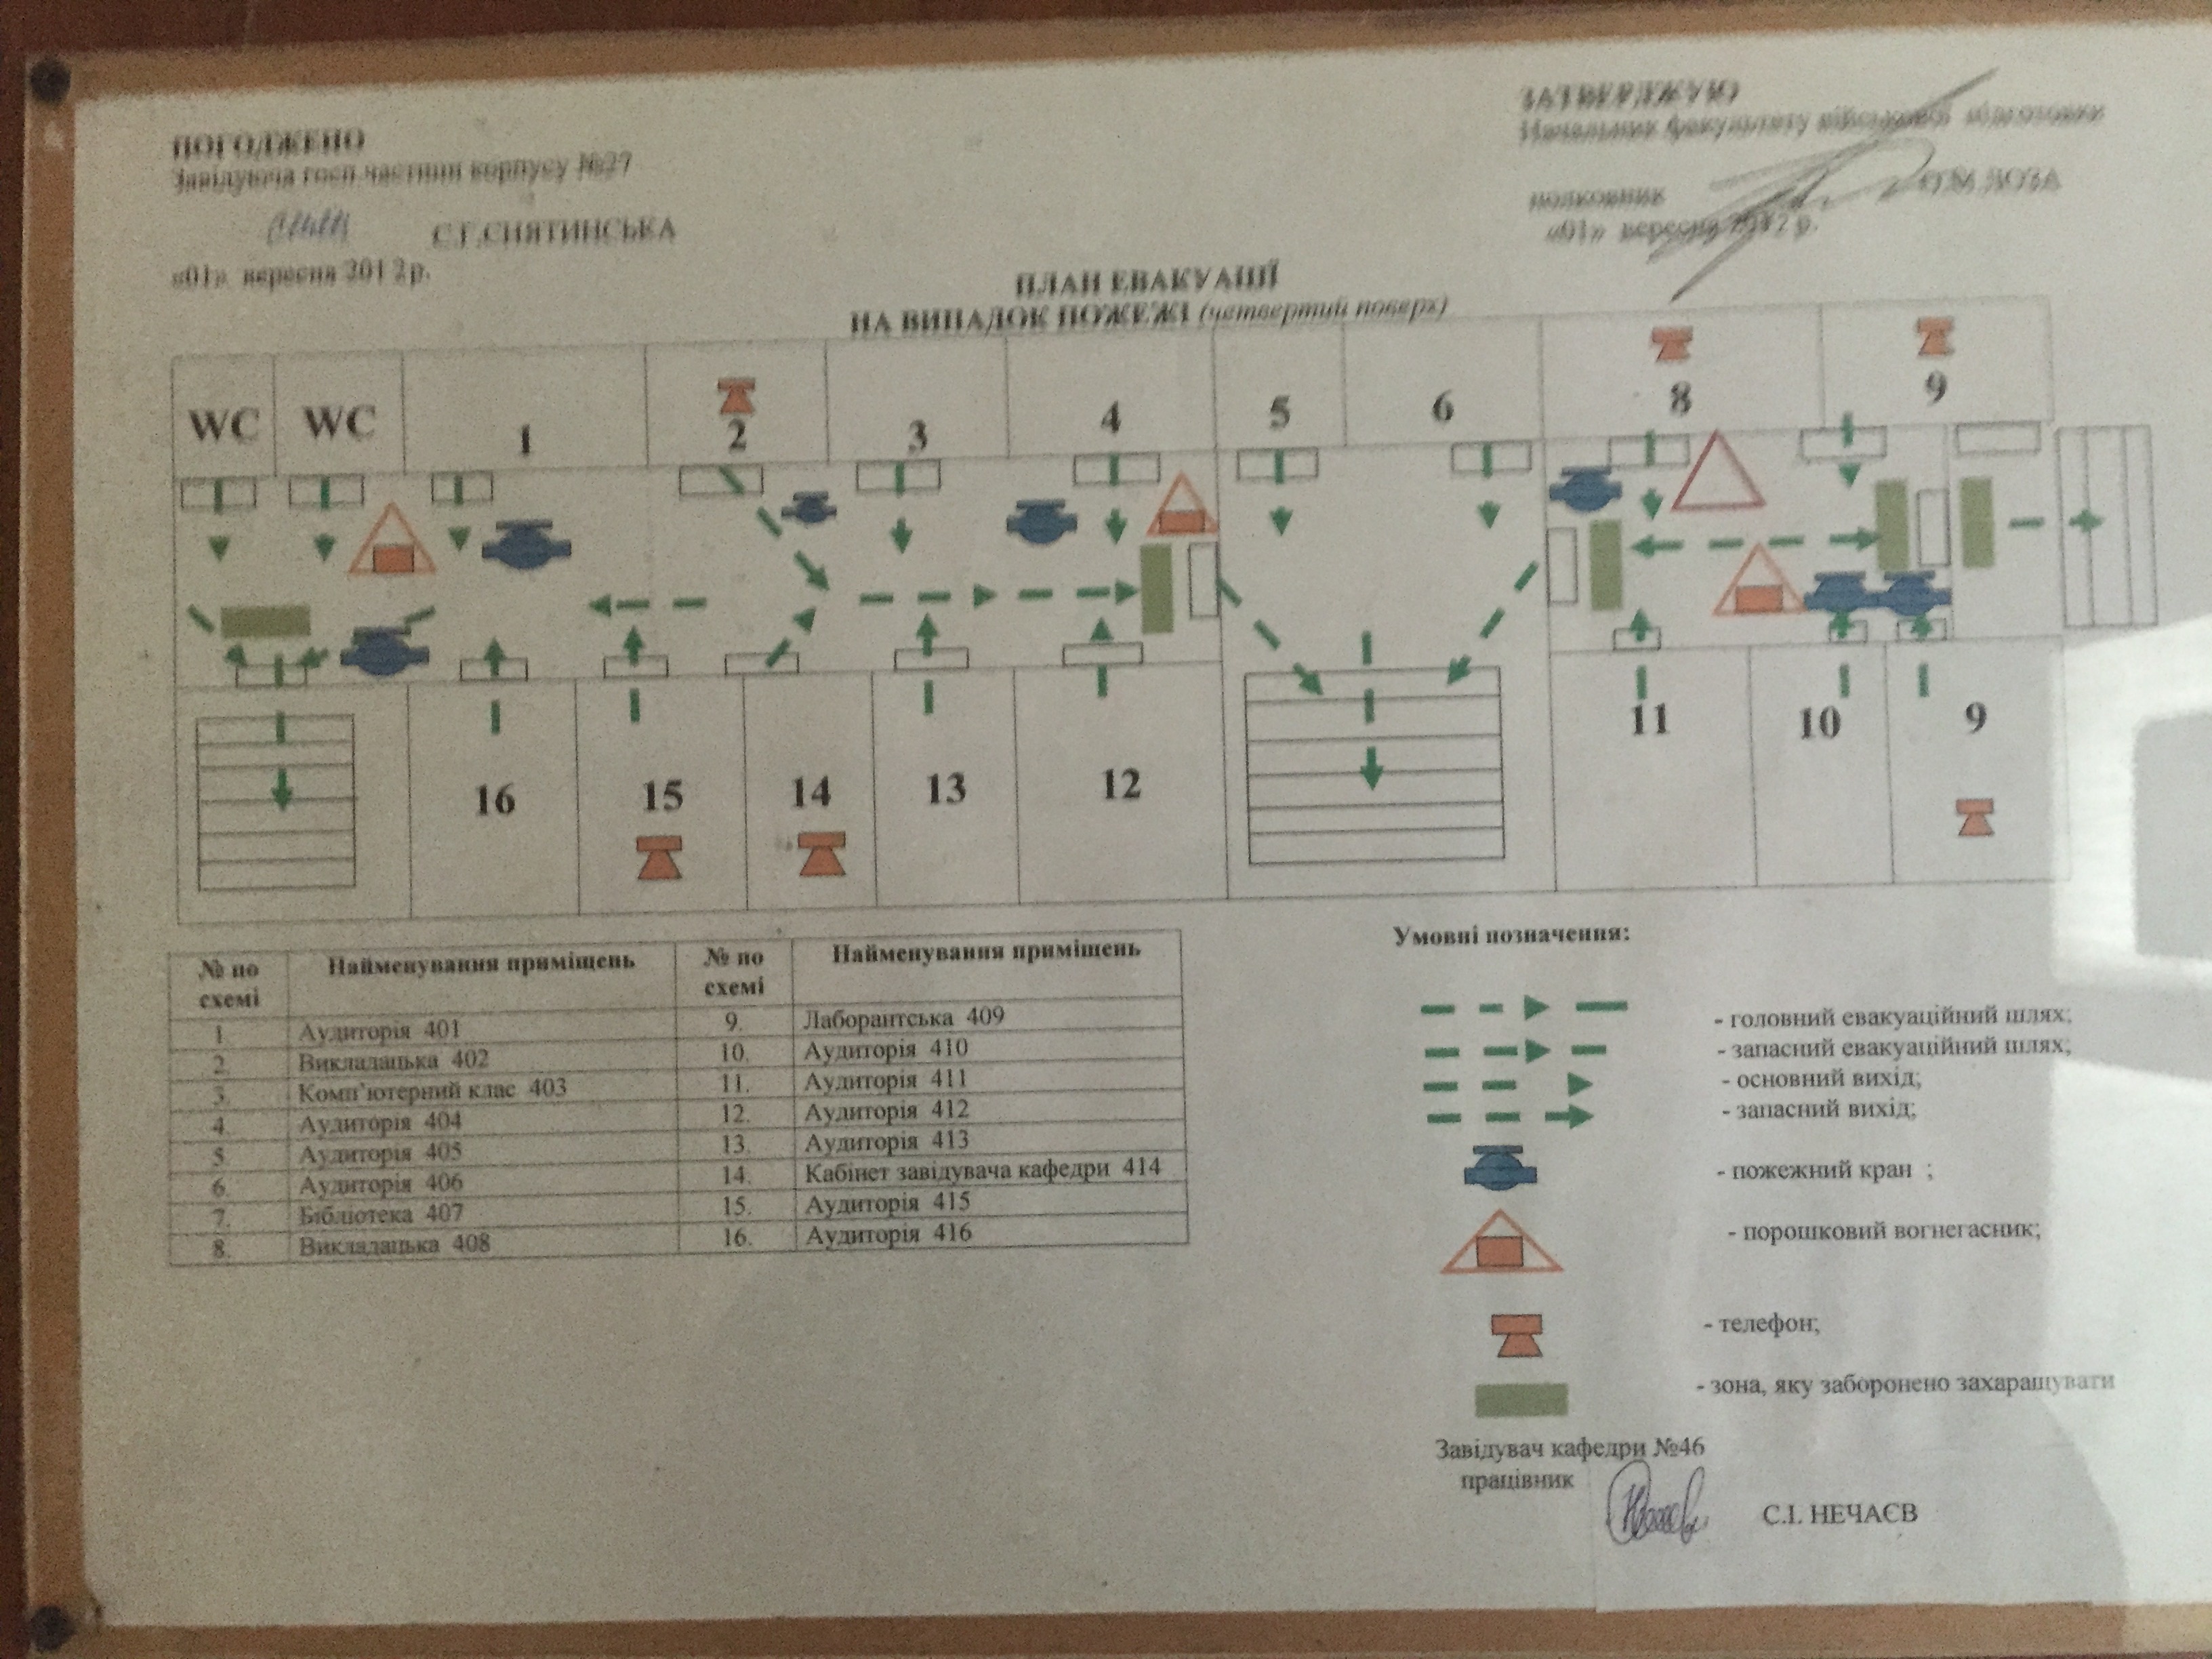 ПОГОДЖЕНО
Завідуюча госп.частини корпусу №27
С.Г.СНЯТИНСЬКА
«01» вересня 2012р.
ЗАТВЕРДЖУЮ
Начальник факультету військової підготовки
полковник
«01» вересня 2012 р.
ПЛАН ЕВАКУАЦІЇ
НА ВИПАДОК ПОЖЕЖІ (четвертий поверх)
WC WC 1 2 3 4 5 6 8 9
16 15 14 13 12 11 10 9
№ по схемі Найменування приміщень № по схемі Найменування приміщень
1 Аудиторія 401 9. Лаборантська 409
2. Викладацька 402 10. Аудиторія 410
3. Комп'ютерний клас 403 11. Аудиторія 411
4. Аудиторія 404 12. Аудиторія 412
5. Аудиторія 405 13. Аудиторія 413
6. Аудиторія 406 14. Кабінет завідувача кафедри 414
7. Бібліотека 407 15. Аудиторія 415
8. Викладацька 408 16. Аудиторія 416
Умовні позначення:
- головний евакуаційний шлях;
- запасний евакуаційний шлях;
- основний вихід;
- запасний вихід;
- пожежний кран ;
- порошковий вогнегасник;
- телефон;
- зона, яку заборонено захаращувати
Завідувач кафедри №46
працівник
С.І. НЕЧАЄВ